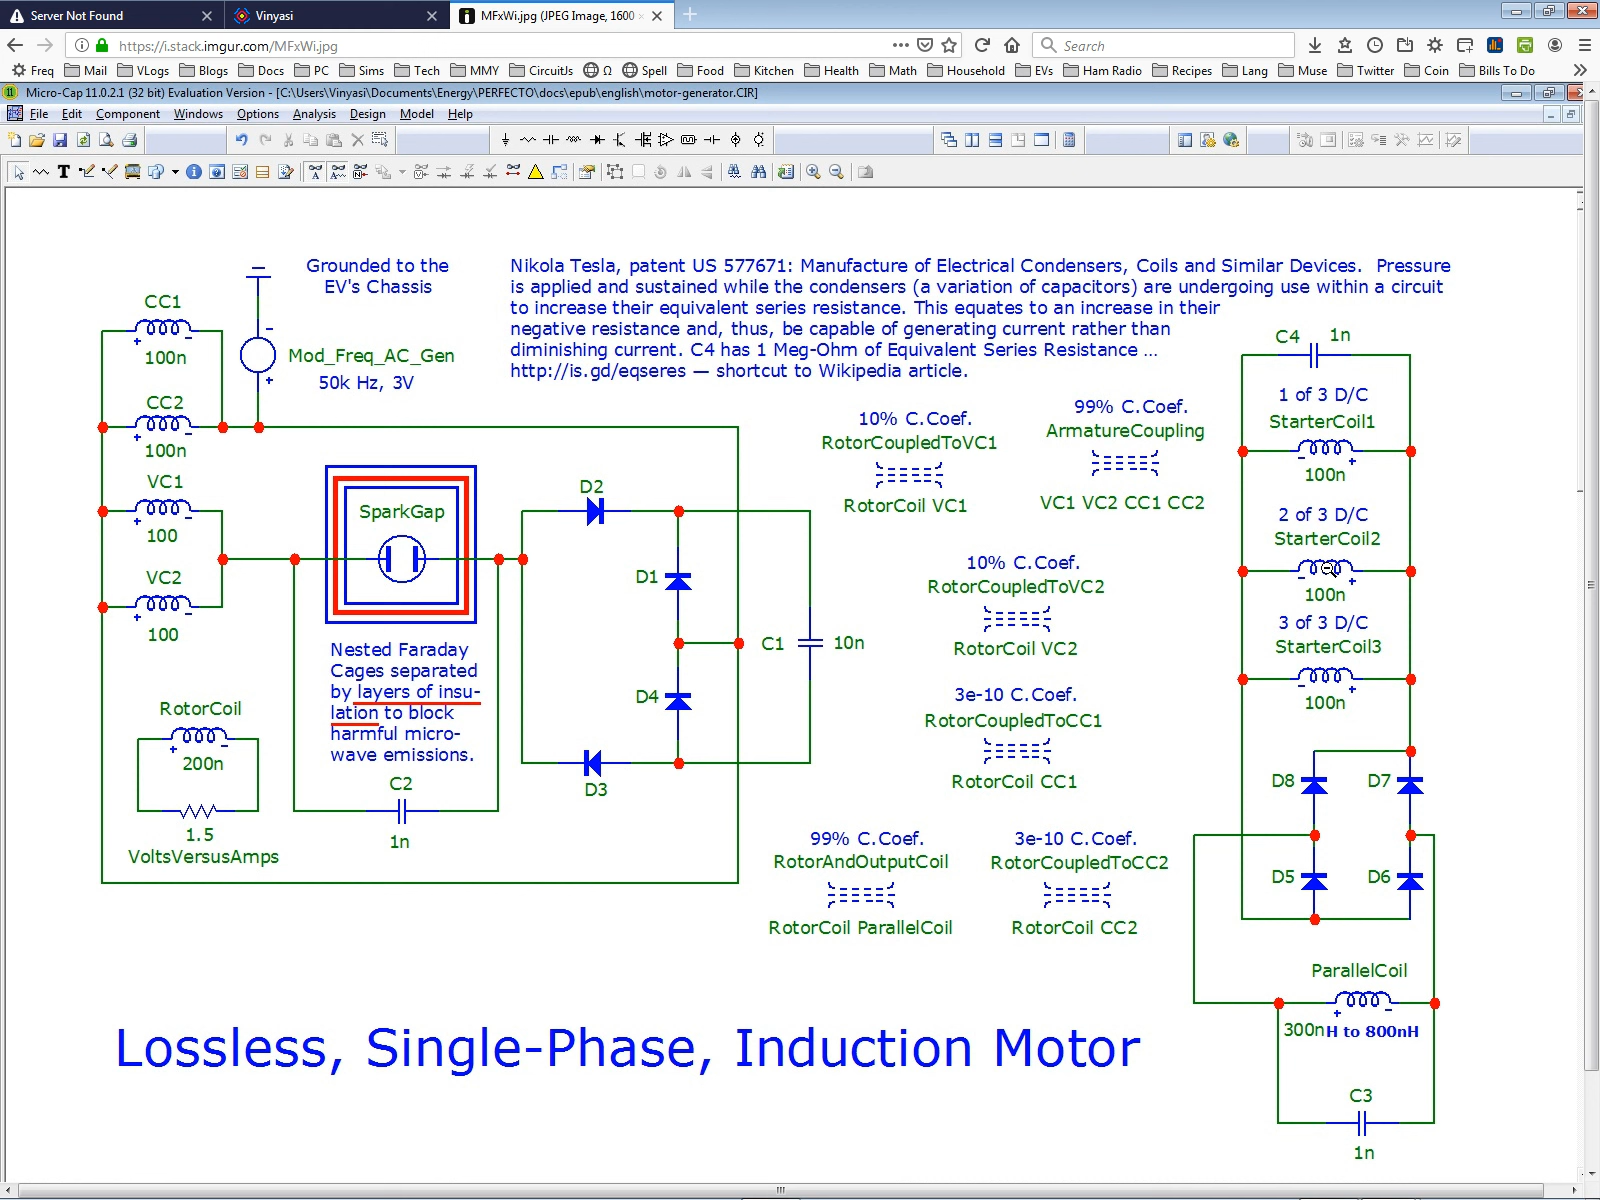 Server Not Found
Vinyasi
MFxWi.jpg (JPEG Image, 1600
https://i.stack.imgur.com/MFxWi.jpg
Search
Freq Mail VLogs Blogs Docs PC Sims Tech MMY CircuitJs Ω Spell Food Kitchen Health Math Household EVs Ham Radio Recipes Lang Muse Twitter Coin Bills To Do
Micro-Cap 11.0.2.1 (32 bit) Evaluation Version - [C:\Users\Vinyasi\Documents\Energy\PERFECTO\docs\epub\english\motor-generator.CIR]
File Edit Component Windows Options Analysis Design Model Help
Grounded to the
EV's Chassis
Nikola Tesla, patent US 577671: Manufacture of Electrical Condensers, Coils and Similar Devices. Pressure
is applied and sustained while the condensers (a variation of capacitors) are undergoing use within a circuit
to increase their equivalent series resistance. This equates to an increase in their
negative resistance and, thus, be capable of generating current rather than
diminishing current. C4 has 1 Meg-Ohm of Equivalent Series Resistance ...
http://is.gd/eqseres — shortcut to Wikipedia article.
CC1
100n
Mod_Freq_AC_Gen
50k Hz, 3V
CC2
100n
VC1
100
VC2
100
SparkGap
Nested Faraday
Cages separated
by layers of insu-
lation to block
harmful micro-
wave emissions.
C2
1n
RotorCoil
200n
1.5
VoltsVersusAmps
D2
D1
D4
D3
C1
10n
10% C.Coef.
RotorCoupledToVC1
RotorCoil VC1
99% C.Coef.
ArmatureCoupling
VC1 VC2 CC1 CC2
10% C.Coef.
RotorCoupledToVC2
RotorCoil VC2
3e-10 C.Coef.
RotorCoupledToCC1
RotorCoil CC1
99% C.Coef.
RotorAndOutputCoil
RotorCoil ParallelCoil
3e-10 C.Coef.
RotorCoupledToCC2
RotorCoil CC2
C4
1n
1 of 3 D/C
StarterCoil1
100n
2 of 3 D/C
StarterCoil2
100n
3 of 3 D/C
StarterCoil3
100n
D8
D7
D5
D6
ParallelCoil
300nH to 800nH
C3
1n
Lossless, Single-Phase, Induction Motor